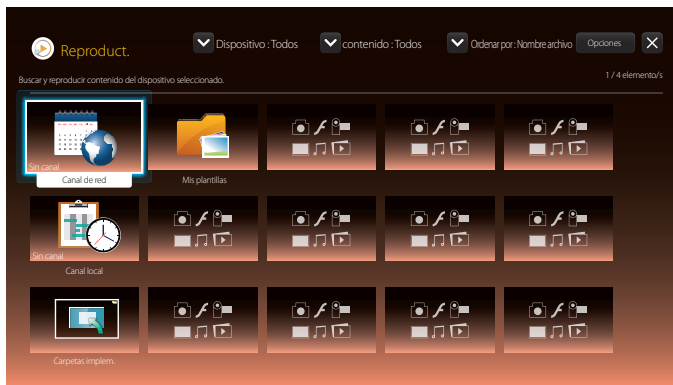 Reproduct.
Dispositivo : Todos
contenido : Todos
Ordenar por : Nombre archivo
Opciones
Buscar y reproducir contenido del dispositivo seleccionado.
1 / 4 elemento/s
Sin canal
Canal de red
Mis plantillas
Sin canal
Canal local
Carpetas implem.